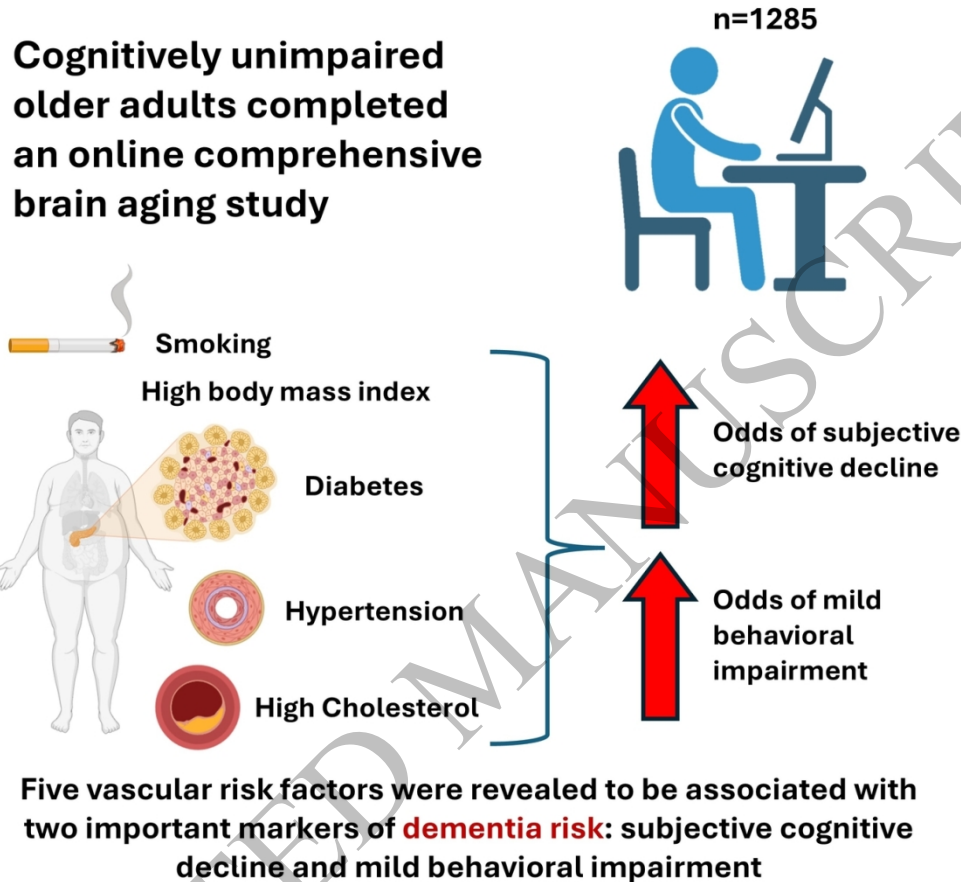 n=1285
Cognitively unimpaired
older adults completed
an online comprehensive
brain aging study
Smoking
High body mass index
Diabetes
Hypertension
High Cholesterol
Odds of subjective
cognitive decline
Odds of mild
behavioral
impairment
Five vascular risk factors were revealed to be associated with
two important markers of dementia risk: subjective cognitive
decline and mild behavioral impairment
TED MANUSCRI